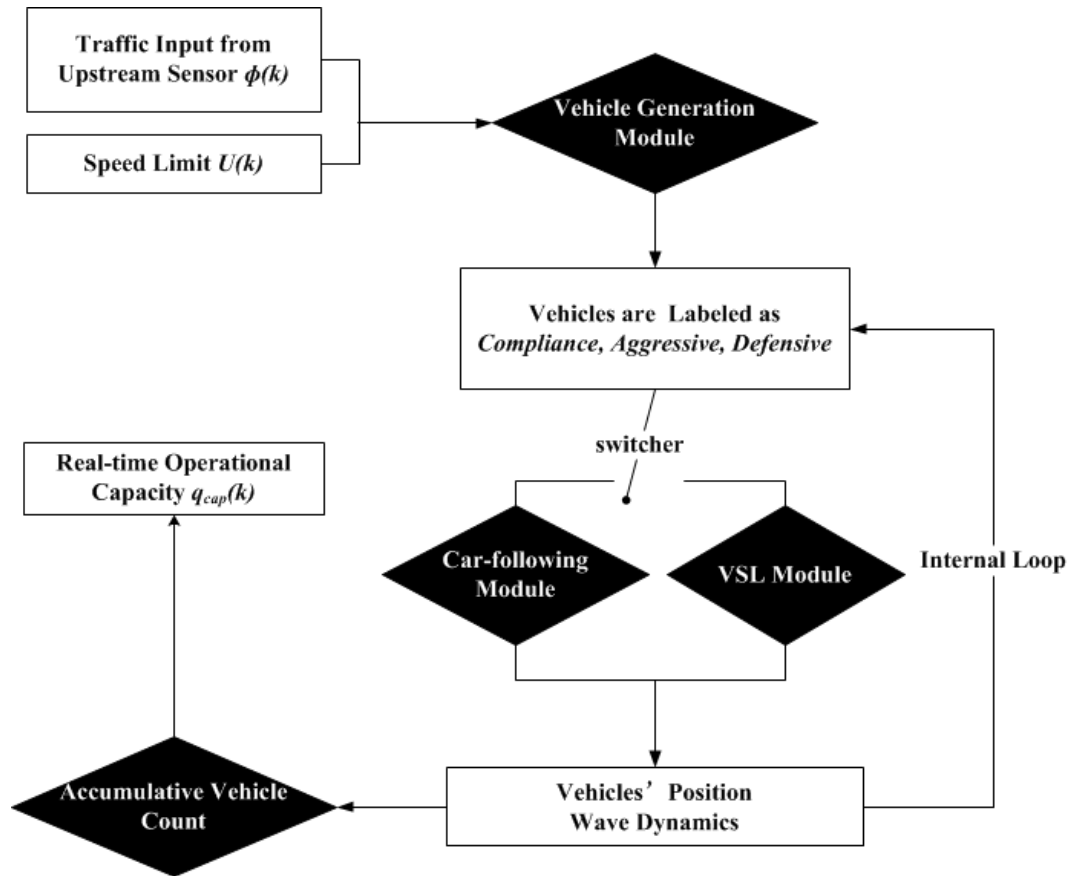 Traffic Input from
Upstream Sensor ϕ(k)
Speed Limit U(k)
Vehicle Generation
Module
Vehicles are Labeled as
Compliance, Aggressive, Defensive
switcher
Real-time Operational
Capacity qcap(k)
Car-following
Module
VSL Module
Internal Loop
Accumulative Vehicle
Count
Vehicles’ Position
Wave Dynamics